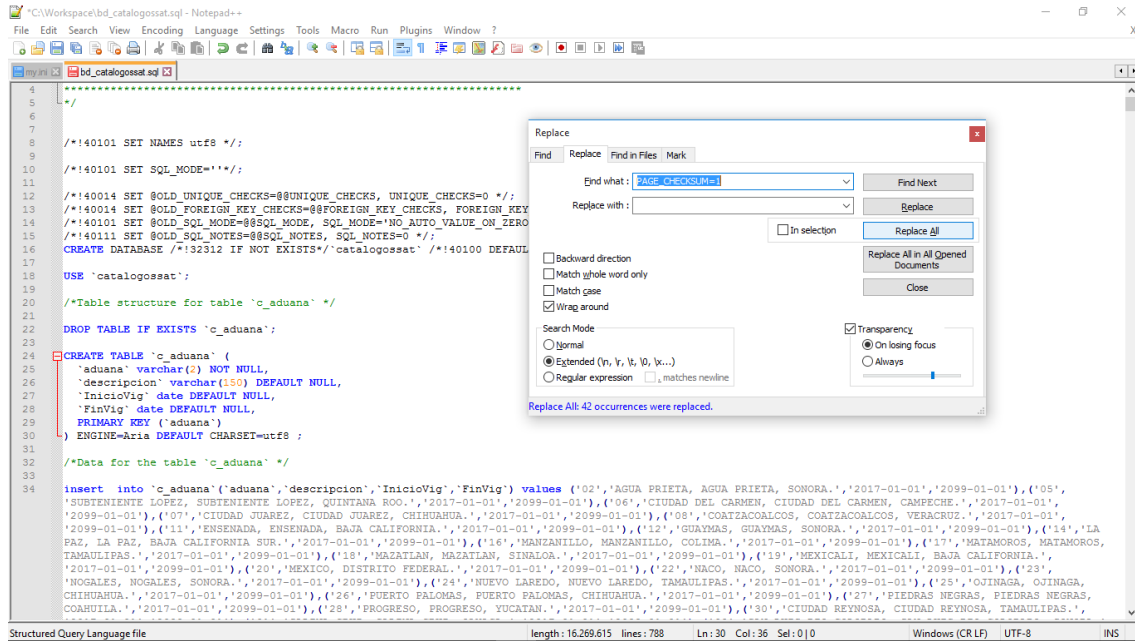 *C:\Workspace\bd_catalogossat.sql - Notepad++
File Edit Search View Encoding Language Settings Tools Macro Run Plugins Window ?
my.ini bd_catalogossat.sql
4 **********************************************************************
5 */
6
7
8 /*!40101 SET NAMES utf8 */;
9
10 /*!40101 SET SQL_MODE=''*/;
11
12 /*!40014 SET @OLD_UNIQUE_CHECKS=@@UNIQUE_CHECKS, UNIQUE_CHECKS=0 */;
13 /*!40014 SET @OLD_FOREIGN_KEY_CHECKS=@@FOREIGN_KEY_CHECKS, FOREIGN_KEY
14 /*!40101 SET @OLD_SQL_MODE=@@SQL_MODE, SQL_MODE='NO_AUTO_VALUE_ON_ZERO
15 /*!40111 SET @OLD_SQL_NOTES=@@SQL_NOTES, SQL_NOTES=0 */;
16 CREATE DATABASE /*!32312 IF NOT EXISTS*/`catalogossat` /*!40100 DEFAUL
17
18 USE `catalogossat`;
19
20 /*Table structure for table `c_aduana` */
21
22 DROP TABLE IF EXISTS `c_aduana`;
23
24 CREATE TABLE `c_aduana` (
25 `aduana` varchar(2) NOT NULL,
26 `descripcion` varchar(150) DEFAULT NULL,
27 `InicioVig` date DEFAULT NULL,
28 `FinVig` date DEFAULT NULL,
29 PRIMARY KEY (`aduana`)
30 ) ENGINE=Aria DEFAULT CHARSET=utf8 ;
31
32 /*Data for the table `c_aduana` */
33
34 insert into `c_aduana`(`aduana`,`descripcion`,`InicioVig`,`FinVig`) values ('02','AGUA PRIETA, AGUA PRIETA, SONORA.','2017-01-01','2099-01-01'),('05',
'SUBTENIENTE LOPEZ, SUBTENIENTE LOPEZ, QUINTANA ROO.','2017-01-01','2099-01-01'),('06','CIUDAD DEL CARMEN, CIUDAD DEL CARMEN, CAMPECHE.','2017-01-01',
'2099-01-01'),('07','CIUDAD JUAREZ, CIUDAD JUAREZ, CHIHUAHUA.','2017-01-01','2099-01-01'),('08','COATZACOALCOS, COATZACOALCOS, VERACRUZ.','2017-01-01',
'2099-01-01'),('11','ENSENADA, ENSENADA, BAJA CALIFORNIA.','2017-01-01','2099-01-01'),('12','GUAYMAS, GUAYMAS, SONORA.','2017-01-01','2099-01-01'),('14','LA
PAZ, LA PAZ, BAJA CALIFORNIA SUR.','2017-01-01','2099-01-01'),('16','MANZANILLO, MANZANILLO, COLIMA.','2017-01-01','2099-01-01'),('17','MATAMOROS, MATAMOROS,
TAMAULIPAS.','2017-01-01','2099-01-01'),('18','MAZATLAN, MAZATLAN, SINALOA.','2017-01-01','2099-01-01'),('19','MEXICALI, MEXICALI, BAJA CALIFORNIA.',
'2017-01-01','2099-01-01'),('20','MEXICO, DISTRITO FEDERAL.','2017-01-01','2099-01-01'),('22','NACO, NACO, SONORA.','2017-01-01','2099-01-01'),('23',
'NOGALES, NOGALES, SONORA.','2017-01-01','2099-01-01'),('24','NUEVO LAREDO, NUEVO LAREDO, TAMAULIPAS.','2017-01-01','2099-01-01'),('25','OJINAGA, OJINAGA,
CHIHUAHUA.','2017-01-01','2099-01-01'),('26','PUERTO PALOMAS, PUERTO PALOMAS, CHIHUAHUA.','2017-01-01','2099-01-01'),('27','PIEDRAS NEGRAS, PIEDRAS NEGRAS,
COAHUILA.','2017-01-01','2099-01-01'),('28','PROGRESO, PROGRESO, YUCATAN.','2017-01-01','2099-01-01'),('30','CIUDAD REYNOSA, CIUDAD REYNOSA, TAMAULIPAS.',
Replace
Find Replace Find in Files Mark
Find what : PAGE_CHECKSUM=1 Find Next
Replace with : Replace
In selection Replace All
Replace All in All Opened
Documents
Close
Backward direction
Match whole word only
Match case
Wrap around
Search Mode
Normal
Extended (\n, \r, \t, \0, \x...)
Regular expression . matches newline
Transparency
On losing focus
Always
Replace All: 42 occurrences were replaced.
Structured Query Language file length : 16.269.615 lines : 788 Ln : 30 Col : 36 Sel : 0 | 0 Windows (CR LF) UTF-8 INS